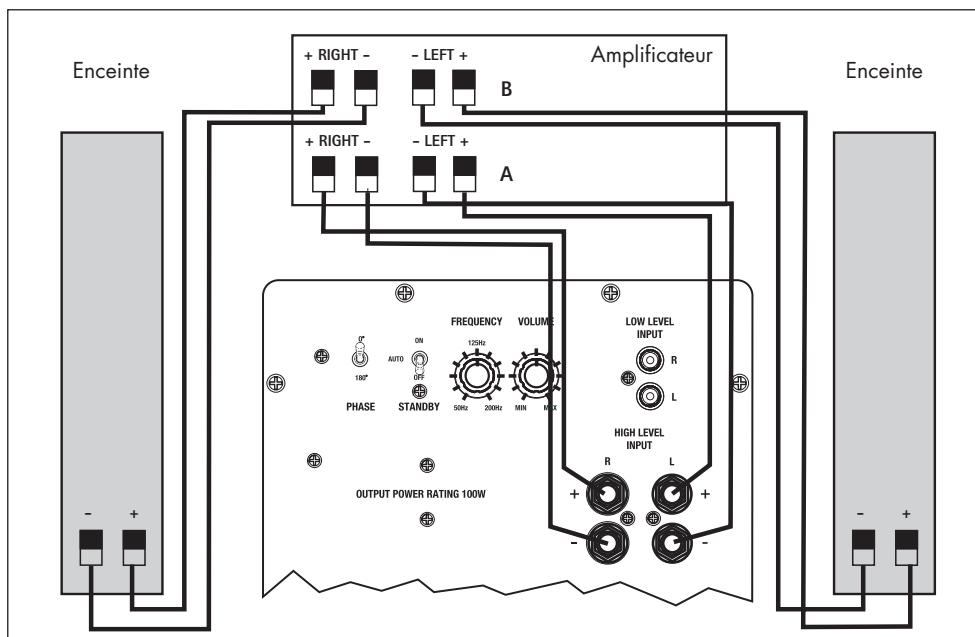 Enceinte
Amplificateur
Enceinte
+ RIGHT - - LEFT +
B
+ RIGHT - - LEFT +
A
FREQUENCY VOLUME
LOW LEVEL
INPUT
0°
ON
125Hz
R
AUTO
180°
OFF
L
PHASE STANDBY
50Hz 200Hz MIN MAX
HIGH LEVEL
INPUT
R L
+ +
OUTPUT POWER RATING 100W
- +
- +
- -